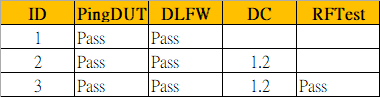 ID PingDUT DLFW DC RFTest
1 Pass Pass
2 Pass Pass 1.2
3 Pass Pass 1.2 Pass